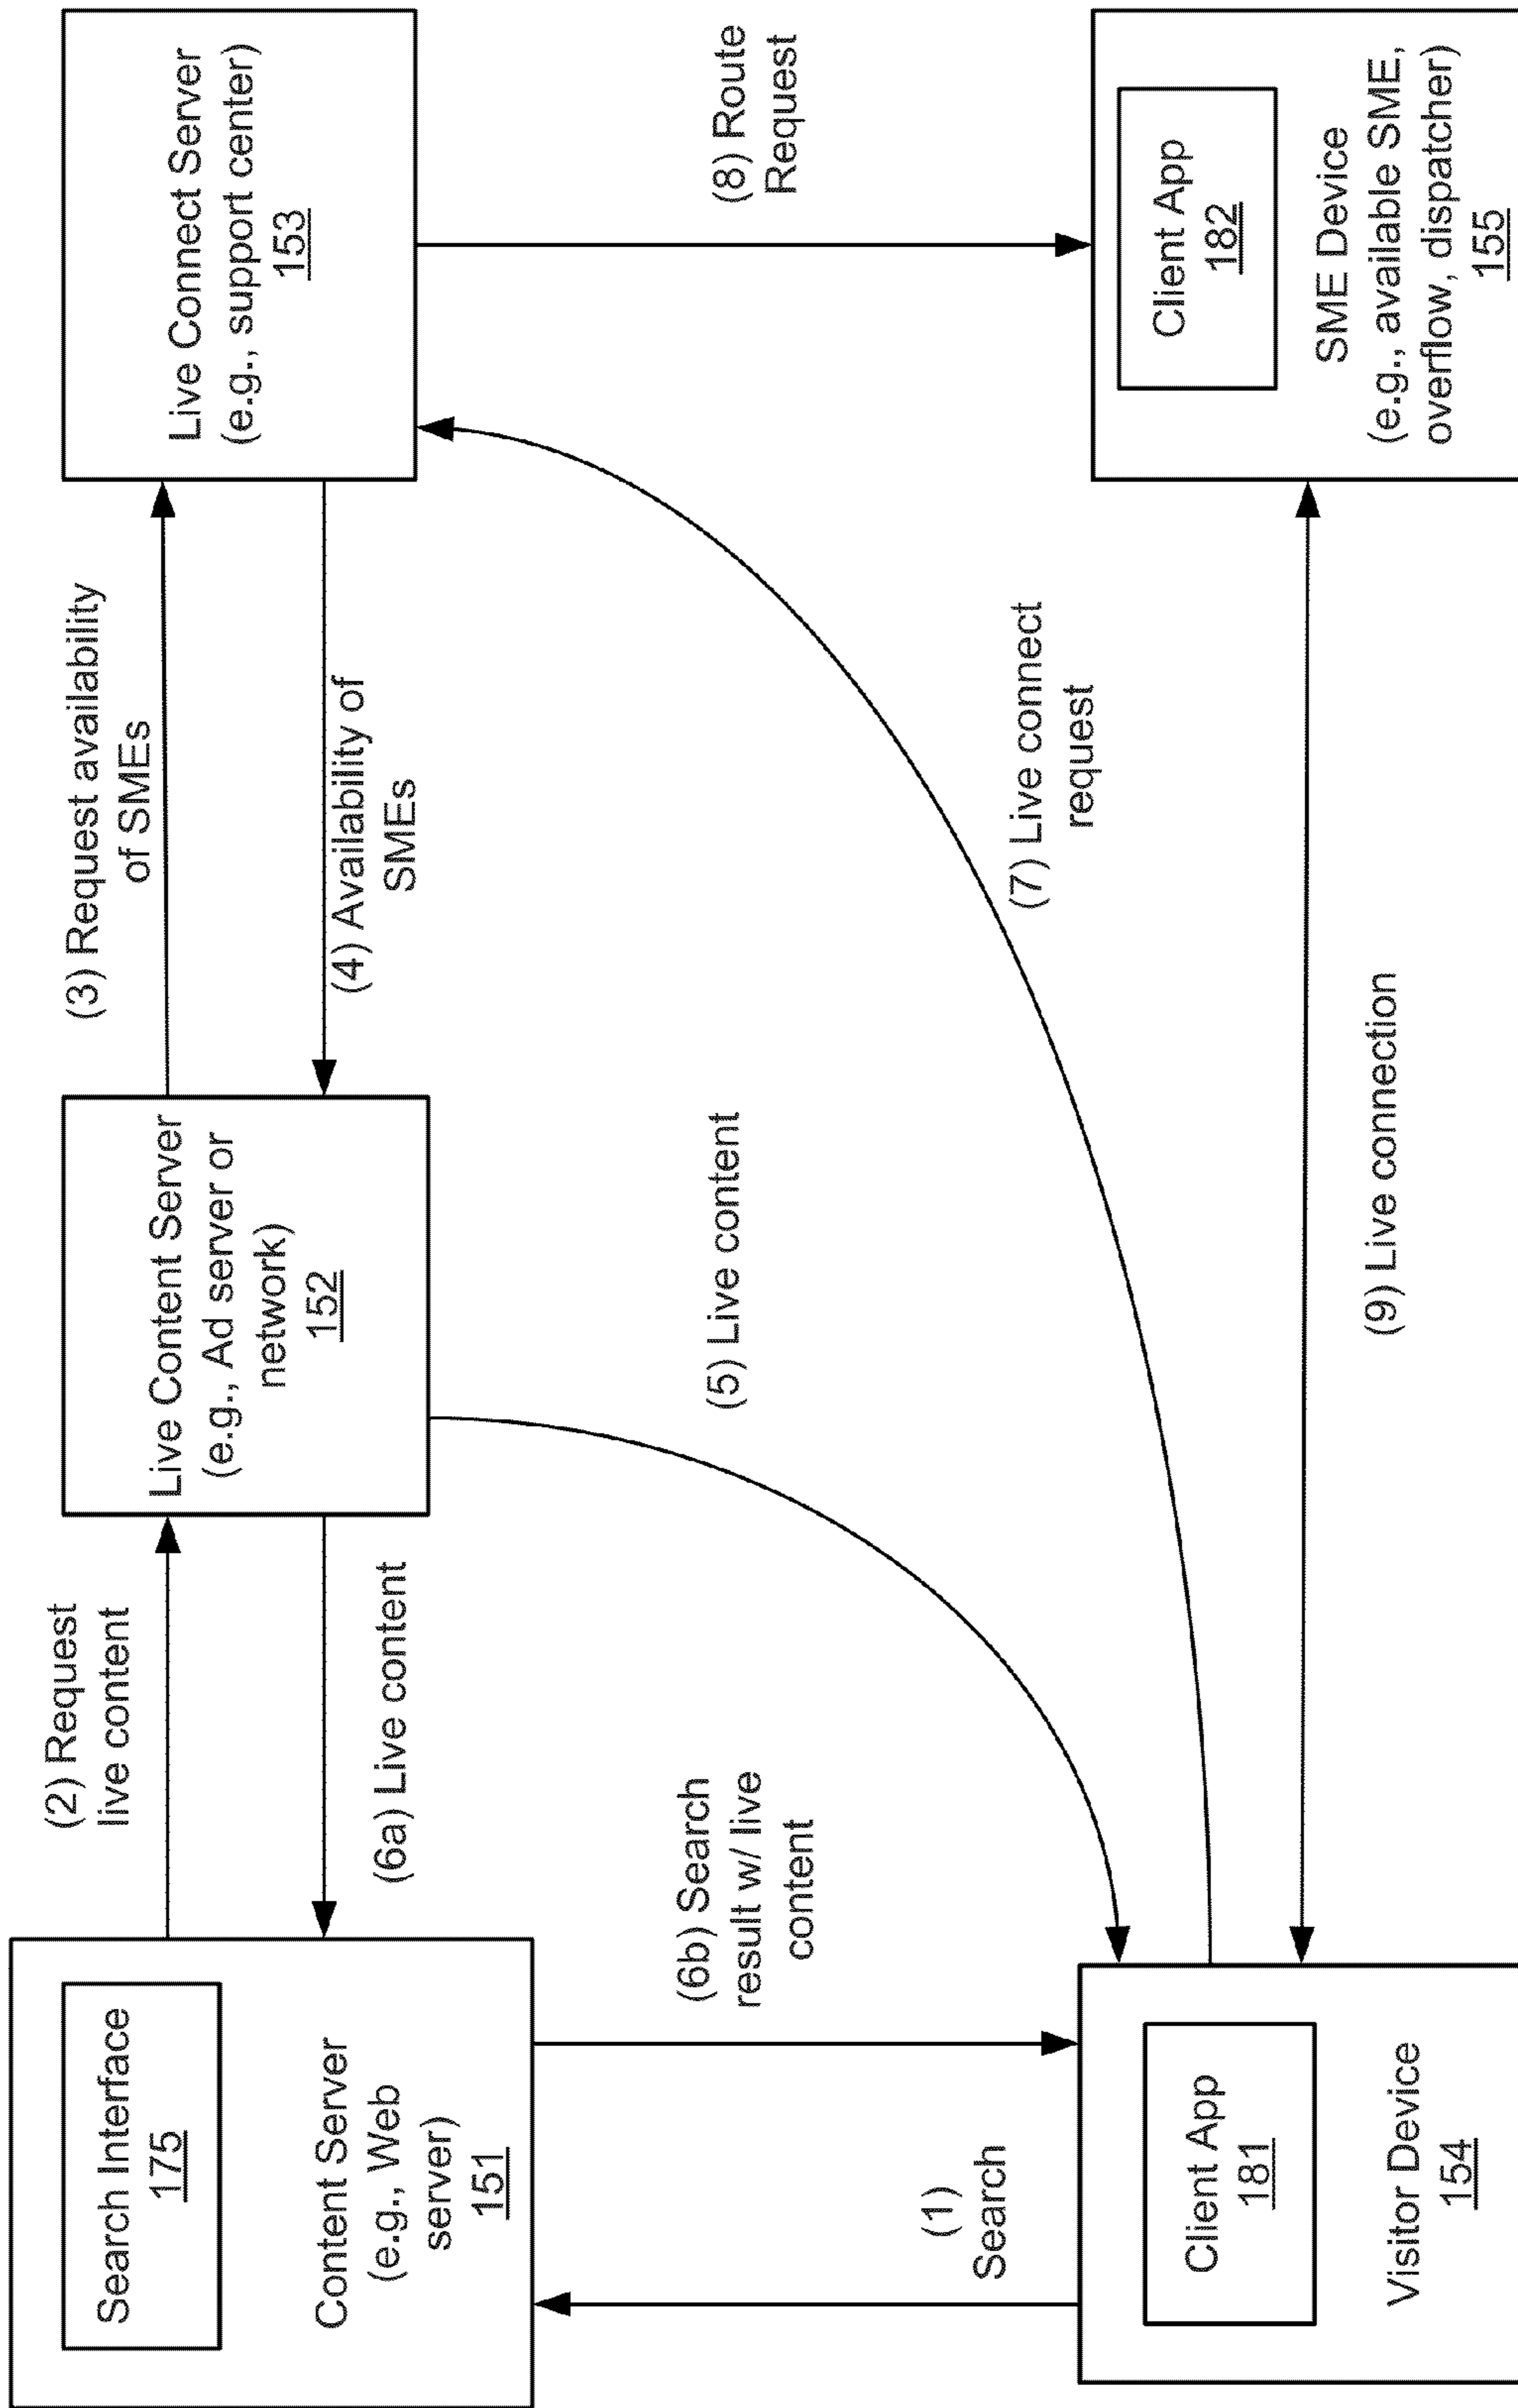 Search Interface
175
Content Server
(e.g., Web
server)
151
(2) Request
live content
(6a) Live content
Live Content Server
(e.g., Ad server or
network)
152
(3) Request availability
of SMEs
(4) Availability of
SMEs
Live Connect Server
(e.g., support center)
153
(1)
Search
(6b) Search
result w/ live
content
(5) Live content
(7) Live connect
request
(8) Route
Request
Client App
181
Visitor Device
154
(9) Live connection
Client App
182
SME Device
(e.g., available SME,
overflow, dispatcher)
155